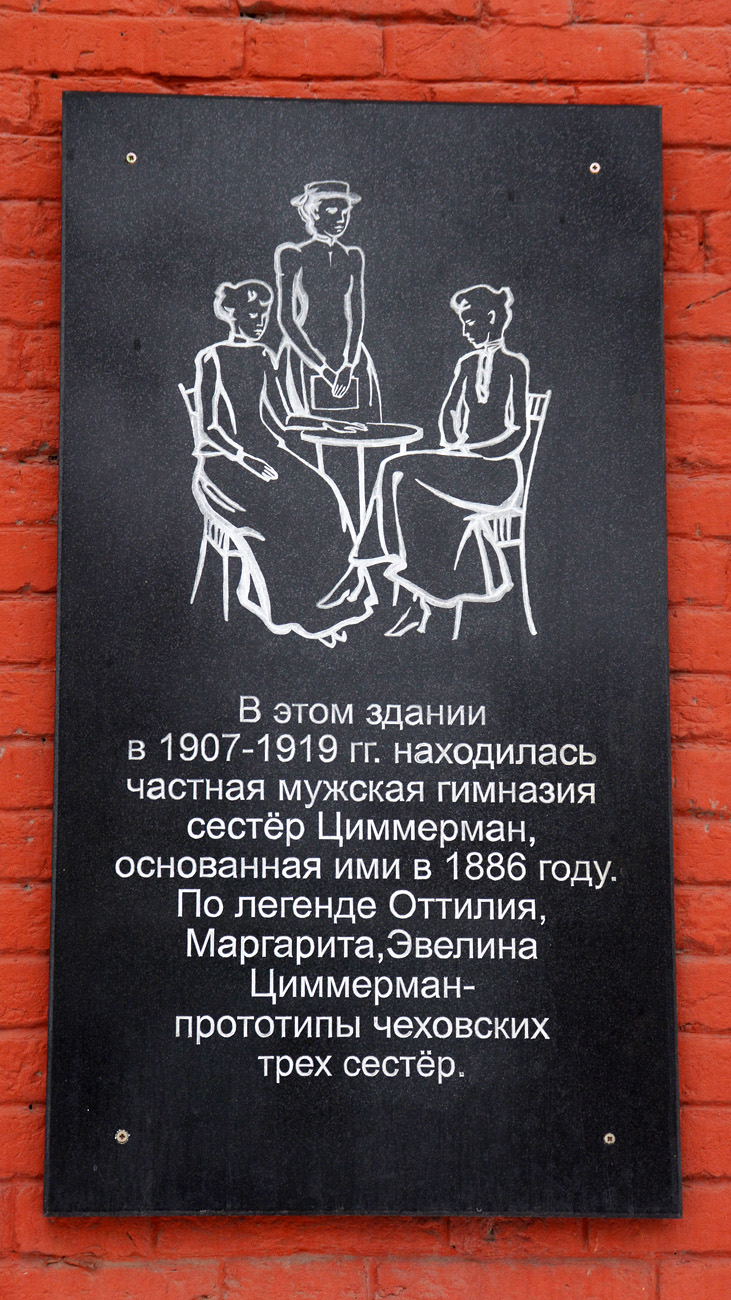 В этом здании
в 1907-1919 гг. находилась
частная мужская гимназия
сестёр Циммерман,
основанная ими в 1886 году.
По легенде Оттилия,
Маргарита,Эвелина
Циммерман-
прототипы чеховских
трех сестёр.